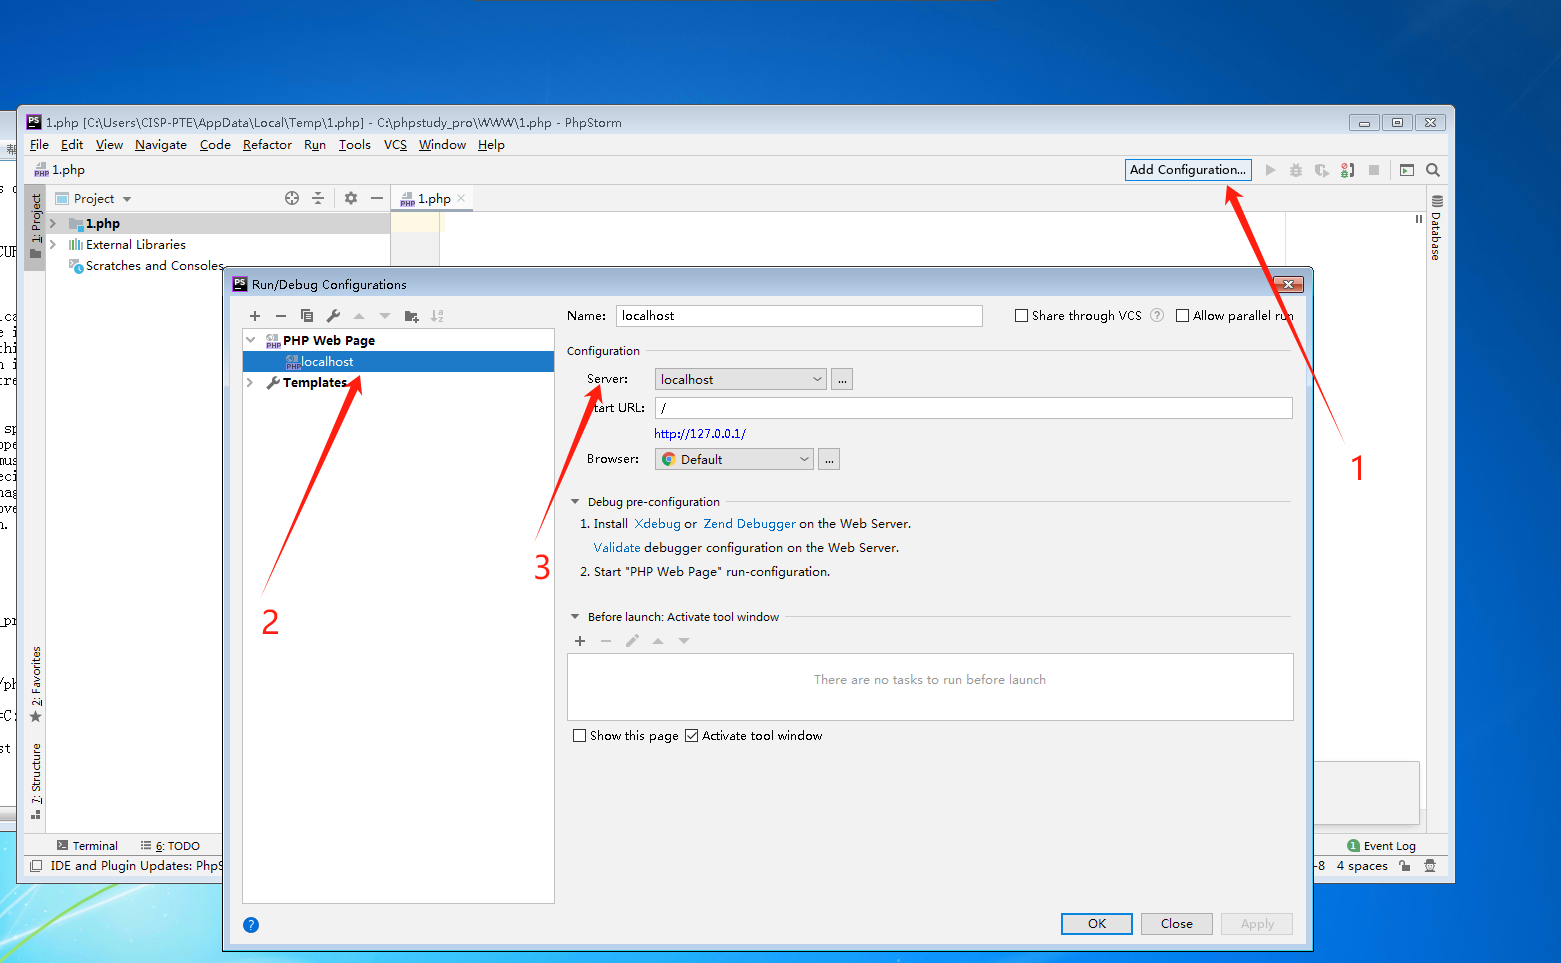 1.php [C:\Users\CISP-PTE\AppData\Local\Temp\1.php] - C:\phpstudy_pro\WWW\1.php - PhpStorm
File Edit View Navigate Code Refactor Run Tools VCS Window Help
1.php
Add Configuration...
1: Project
Project
1.php
1.php
External Libraries
Scratches and Consoles
Database
Run/Debug Configurations
PHP Web Page
localhost
Templates
Name: localhost
Share through VCS
Allow parallel run
Configuration
Server: localhost ...
Start URL: /
http://127.0.0.1/
Browser: Default ...
Debug pre-configuration
1. Install Xdebug or Zend Debugger on the Web Server.
Validate debugger configuration on the Web Server.
2. Start "PHP Web Page" run-configuration.
Before launch: Activate tool window
There are no tasks to run before launch
Show this page Activate tool window
OK Close Apply
1
2
3
2: Favorites
7: Structure
Terminal 6: TODO
1 Event Log
IDE and Plugin Updates: PhpS
-8 4 spaces